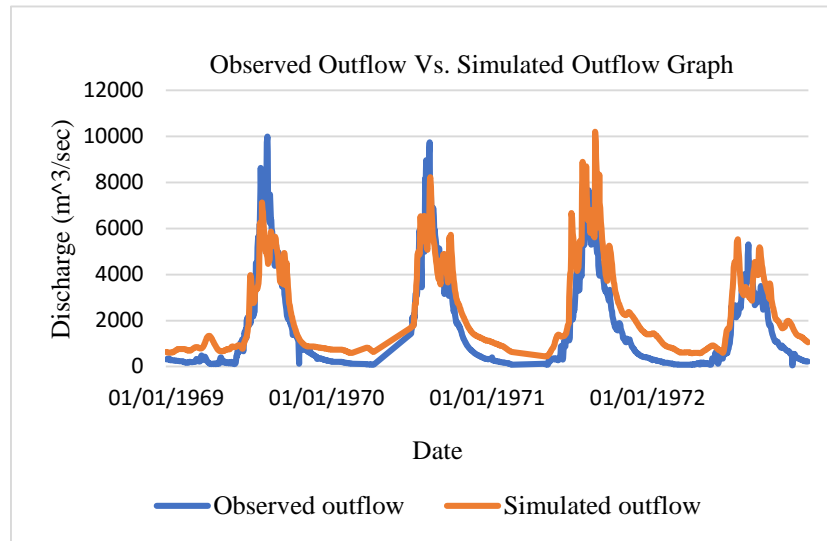 Observed Outflow Vs. Simulated Outflow Graph
12000
10000
8000
6000
4000
2000
0
Discharge (m^3/sec)
01/01/1969 01/01/1970 01/01/1971 01/01/1972
Date
Observed outflow Simulated outflow